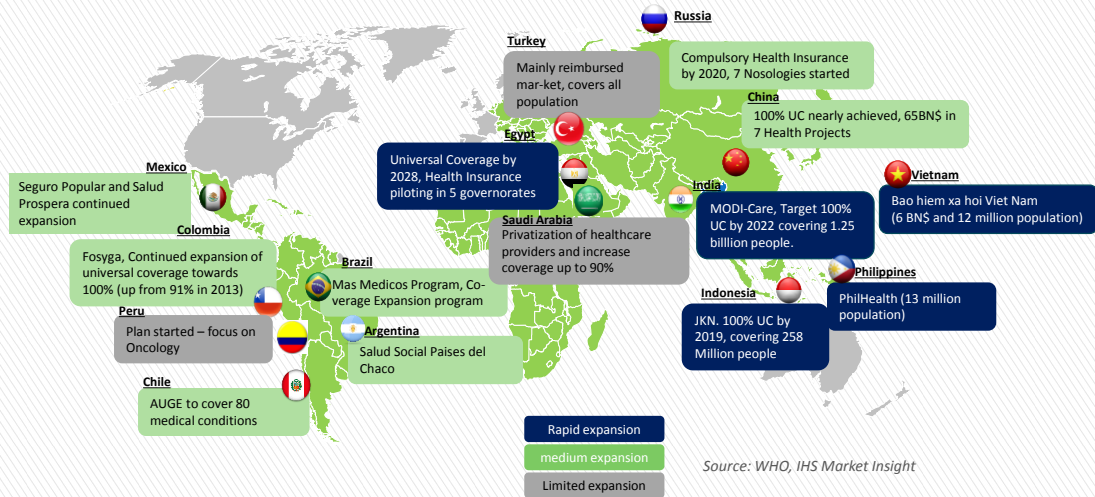 Russia
Compulsory Health Insurance
by 2020, 7 Nosologies started
Turkey
Mainly reimbursed
mar-ket, covers all
population
China
100% UC nearly achieved, 65BN$ in
7 Health Projects
Egypt
Universal Coverage by
2028, Health Insurance
piloting in 5 governorates
Mexico
Seguro Popular and Salud
Prospera continued
expansion
India
MODI-Care, Target 100%
UC by 2022 covering 1.25
billlion people.
Vietnam
Bao hiem xa hoi Viet Nam
(6 BN$ and 12 million population)
Saudi Arabia
Privatization of healthcare
providers and increase
coverage up to 90%
Colombia
Fosyga, Continued expansion of
universal coverage towards
100% (up from 91% in 2013)
Brazil
Mas Medicos Program, Co-
verage Expansion program
Philippines
PhilHealth (13 million
population)
Indonesia
JKN. 100% UC by
2019, covering 258
Million people
Peru
Plan started – focus on
Oncology
Argentina
Salud Social Paises del
Chaco
Chile
AUGE to cover 80
medical conditions
Rapid expansion
medium expansion
Limited expansion
Source: WHO, IHS Market Insight